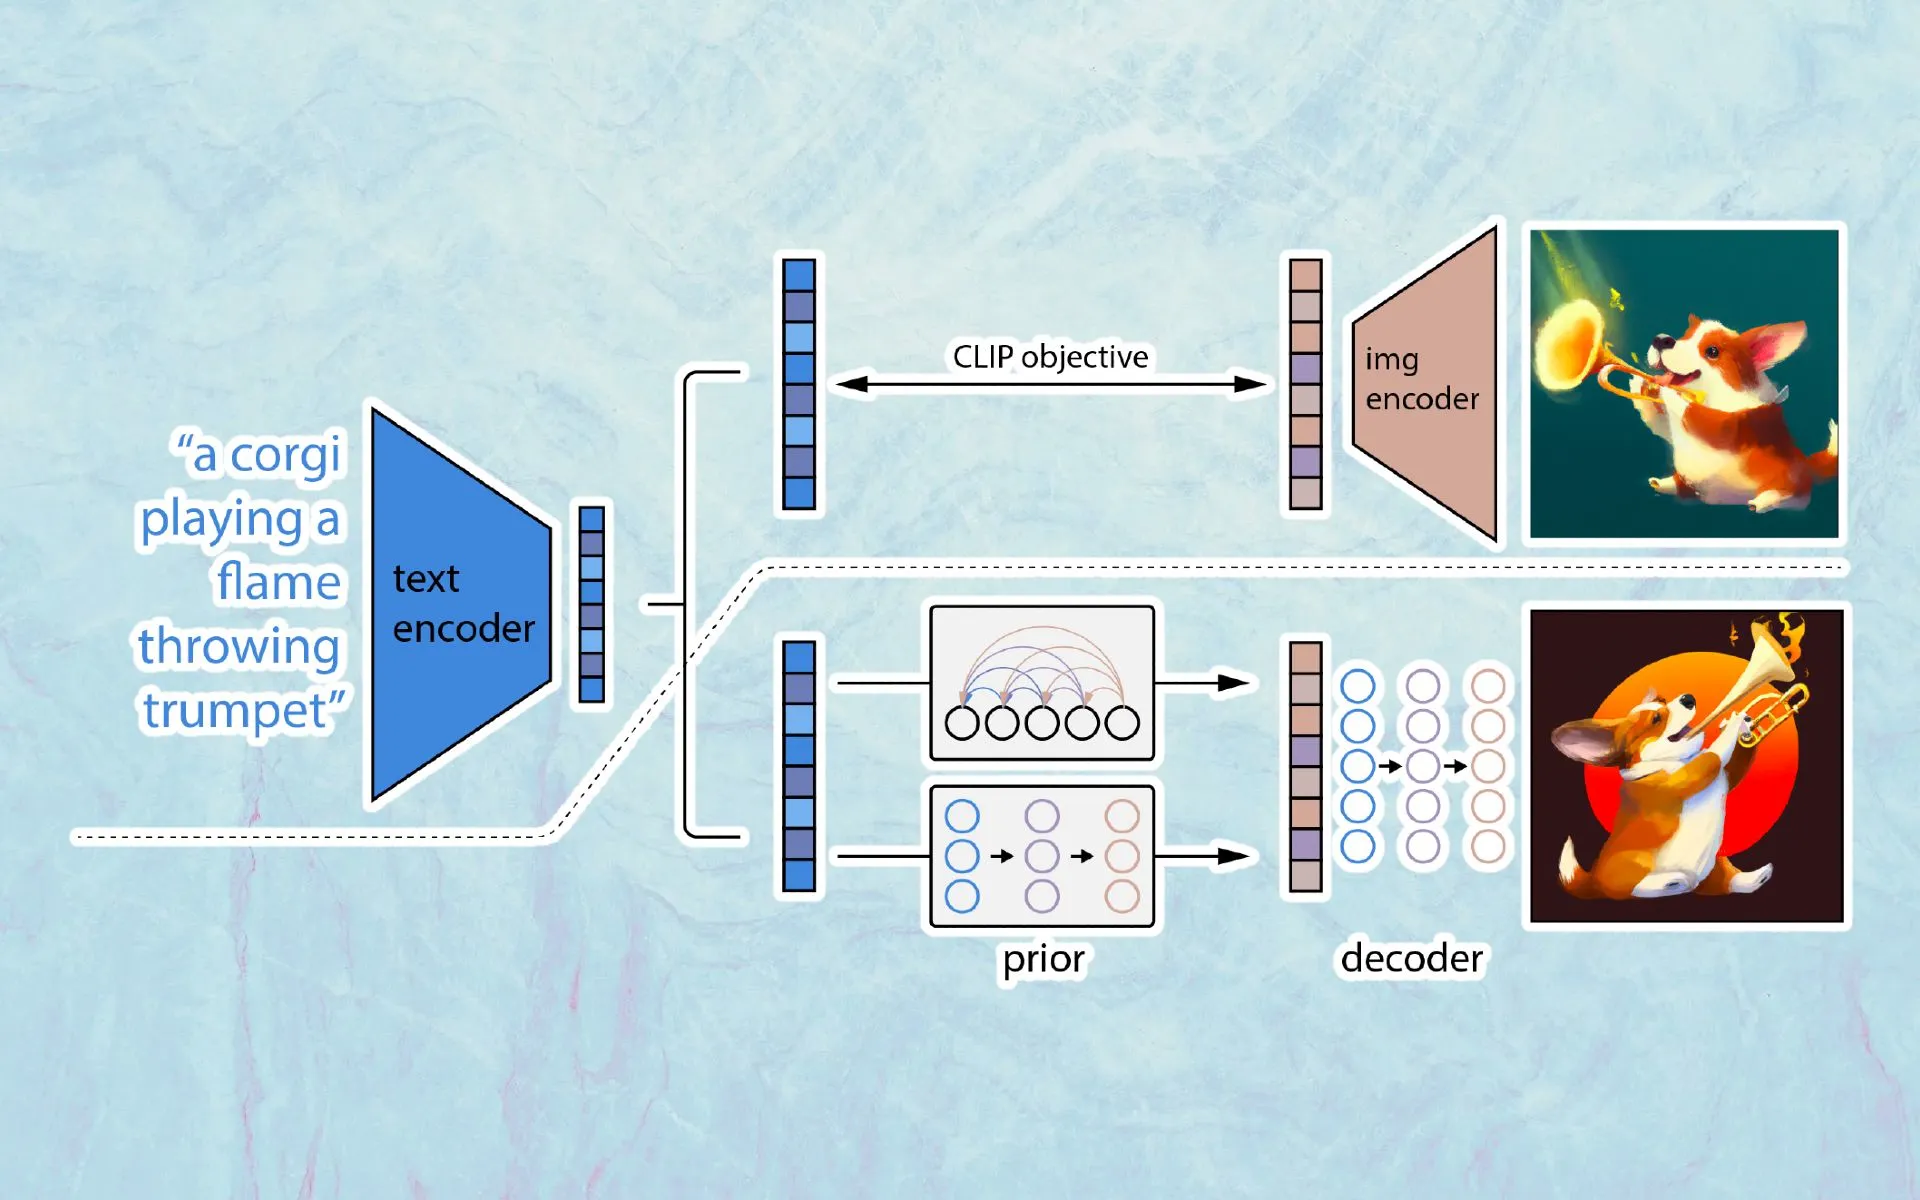 “a corgi
playing a
flame
throwing
trumpet”
text
encoder
CLIP objective
img
encoder
prior
decoder